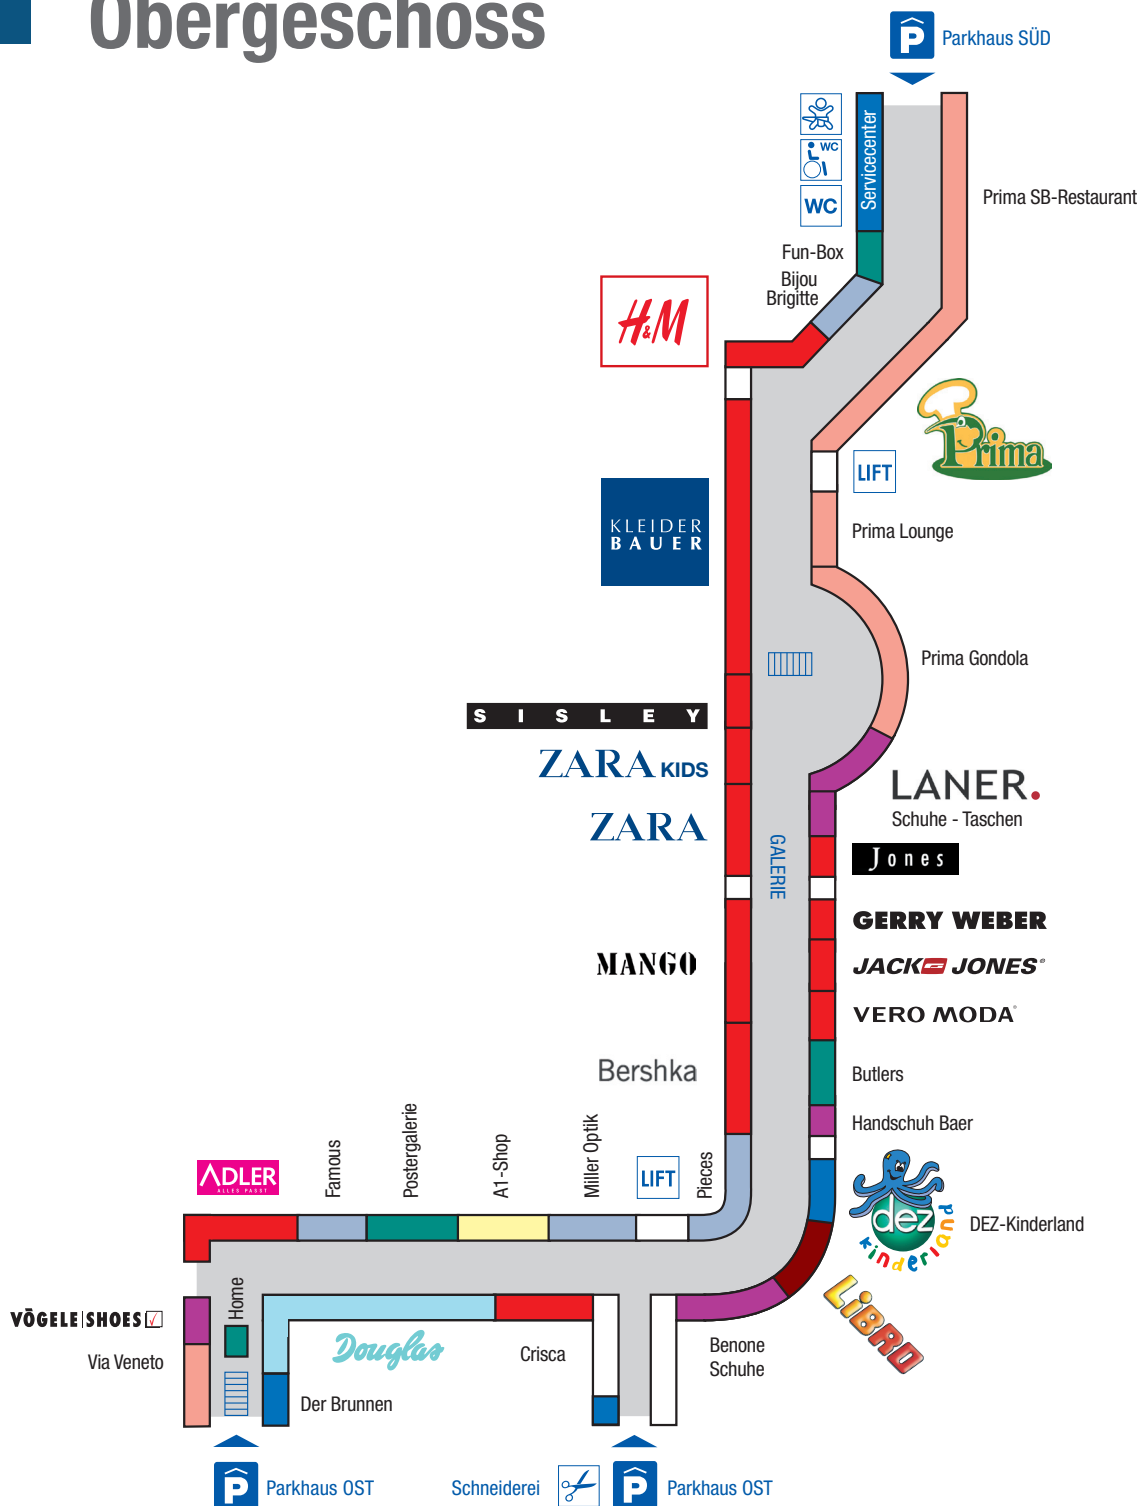 Obergeschoss
P
Parkhaus SÜD
Servicecenter
WC
WC
Prima SB-Restaurant
Fun-Box
Bijou
Brigitte
H&M
Prima
LIFT
KLEIDER
BAUER
Prima Lounge
Prima Gondola
SISLEY
ZARA KIDS
ZARA
LANER.
Schuhe - Taschen
GALERIE
Jones
GERRY WEBER
JACK JONES®
MANGO
VERO MODA®
Bershka
Butlers
Handschuh Baer
ADLER
ALLES PASST
Famous
Postergalerie
A1-Shop
Miller Optik
LIFT
Pieces
dez
kinderland
DEZ-Kinderland
LiBRO
Home
VÖGELE|SHOES
Via Veneto
Douglas
Crisca
Benone
Schuhe
Der Brunnen
P
Parkhaus OST
Schneiderei
P
Parkhaus OST